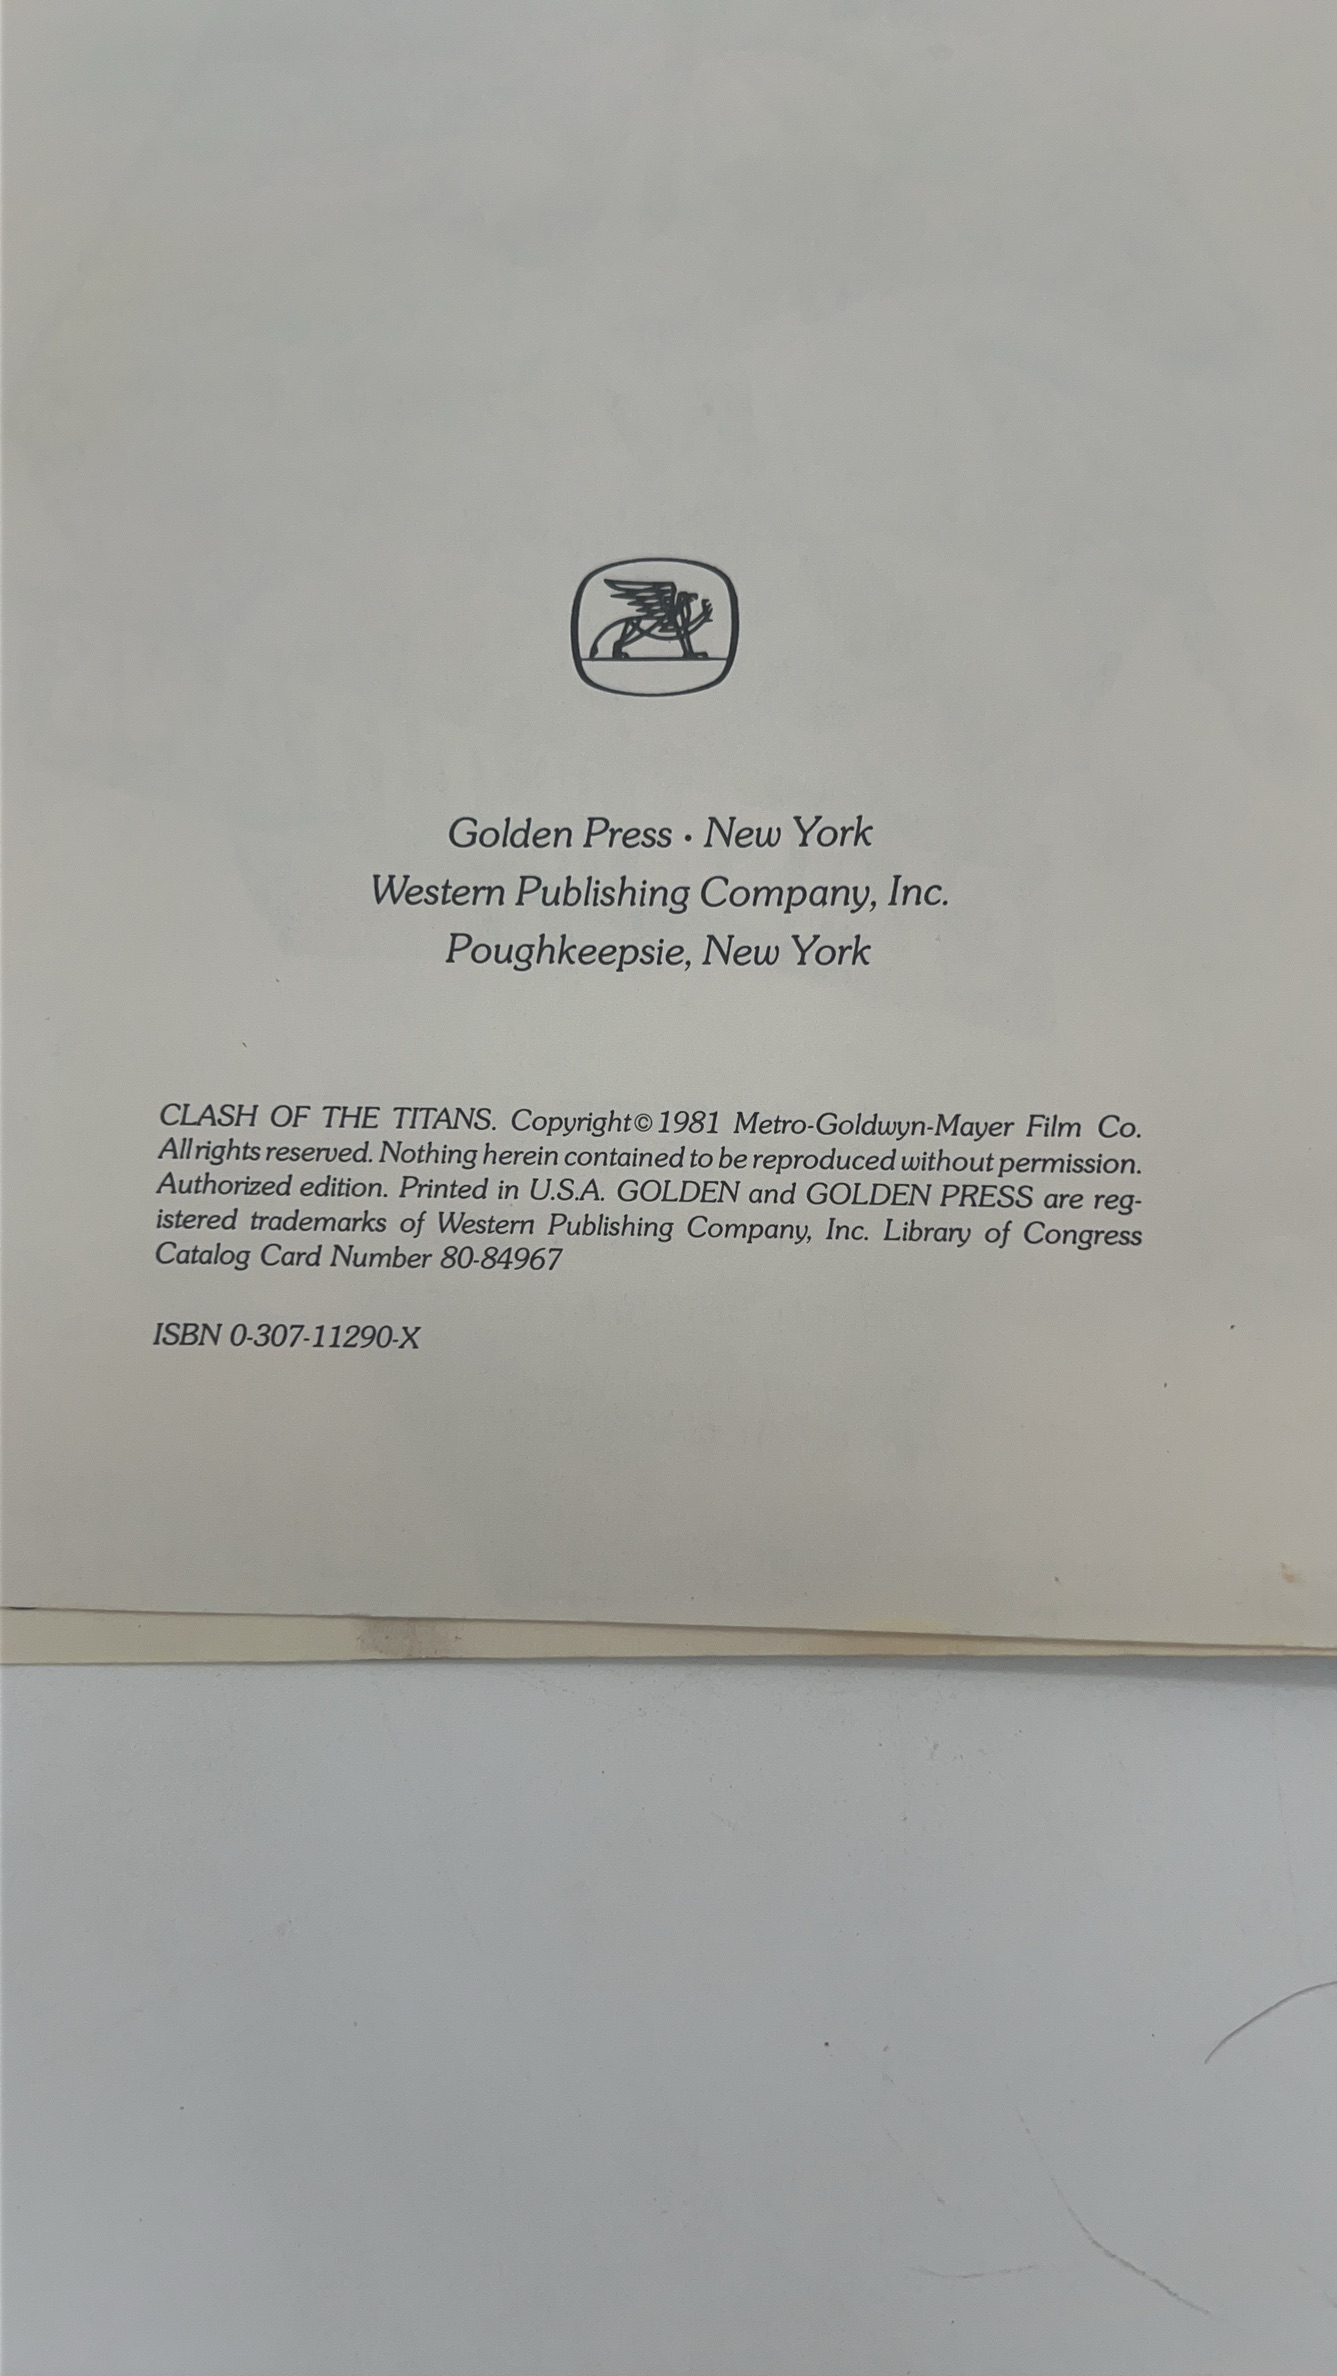 Golden Press • New York
Western Publishing Company, Inc.
Poughkeepsie, New York
CLASH OF THE TITANS. Copyright© 1981 Metro-Goldwyn-Mayer Film Co.
All rights reserved. Nothing herein contained to be reproduced without permission.
Authorized edition. Printed in U.S.A. GOLDEN and GOLDEN PRESS are reg-
istered trademarks of Western Publishing Company, Inc. Library of Congress
Catalog Card Number 80-84967
ISBN 0-307-11290-X